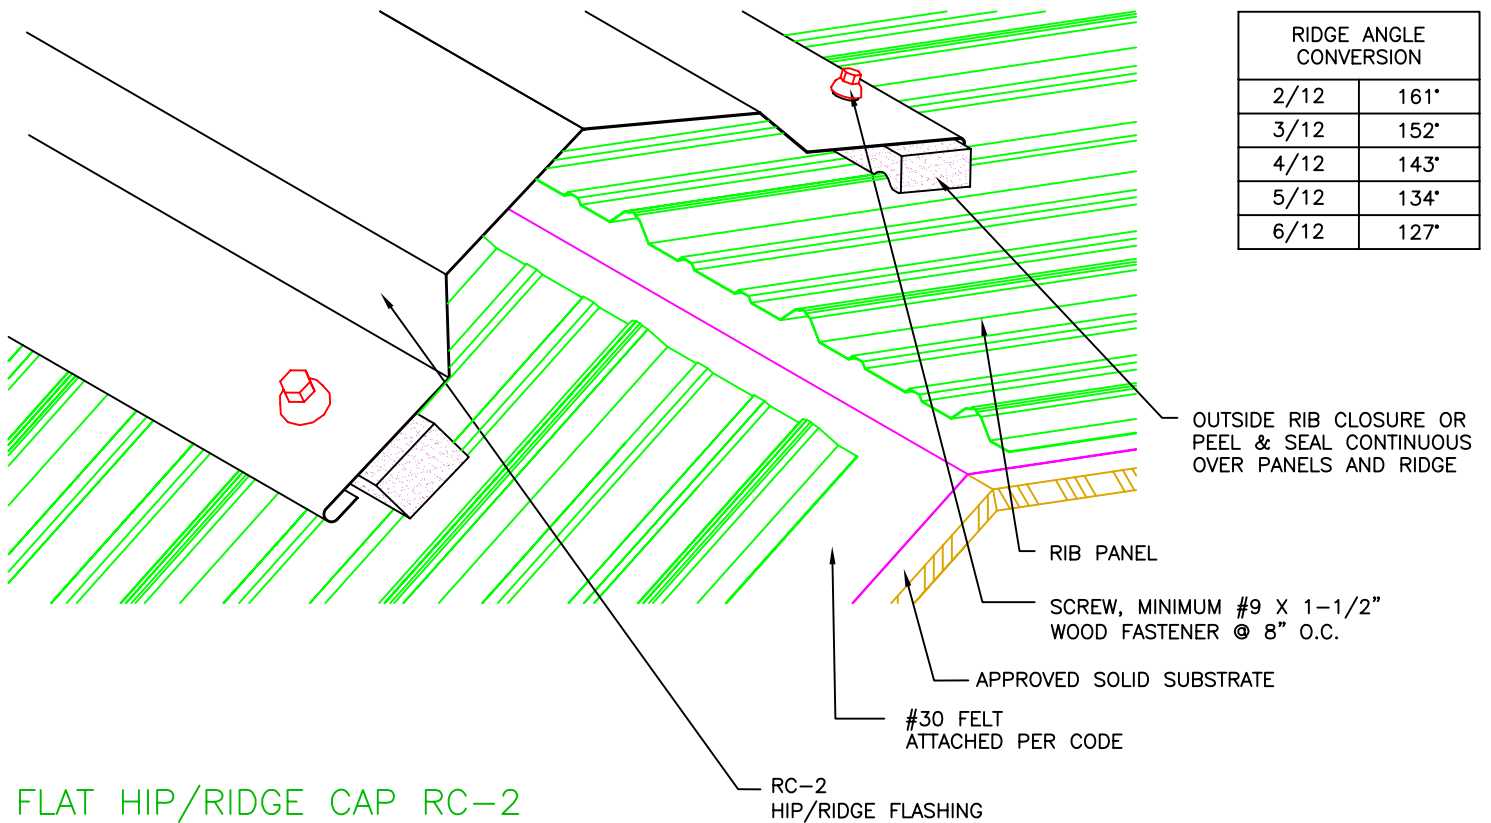 RIDGE ANGLE
CONVERSION
2/12 161°
3/12 152°
4/12 143°
5/12 134°
6/12 127°
OUTSIDE RIB CLOSURE OR
PEEL & SEAL CONTINUOUS
OVER PANELS AND RIDGE
RIB PANEL
SCREW, MINIMUM #9 X 1-1/2"
WOOD FASTENER @ 8" O.C.
APPROVED SOLID SUBSTRATE
#30 FELT
ATTACHED PER CODE
RC-2
HIP/RIDGE FLASHING
FLAT HIP/RIDGE CAP RC-2